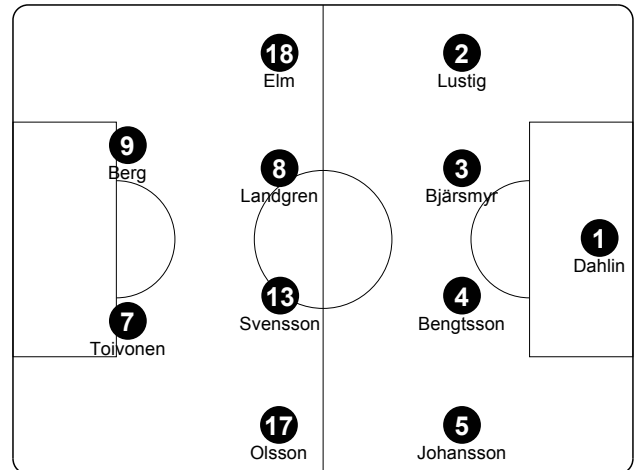 18
Elm
2
Lustig
9
Berg
8
Landgren
3
Bjärsmyr
1
Dahlin
7
Toivonen
13
Svensson
4
Bengtsson
17
Olsson
5
Johansson